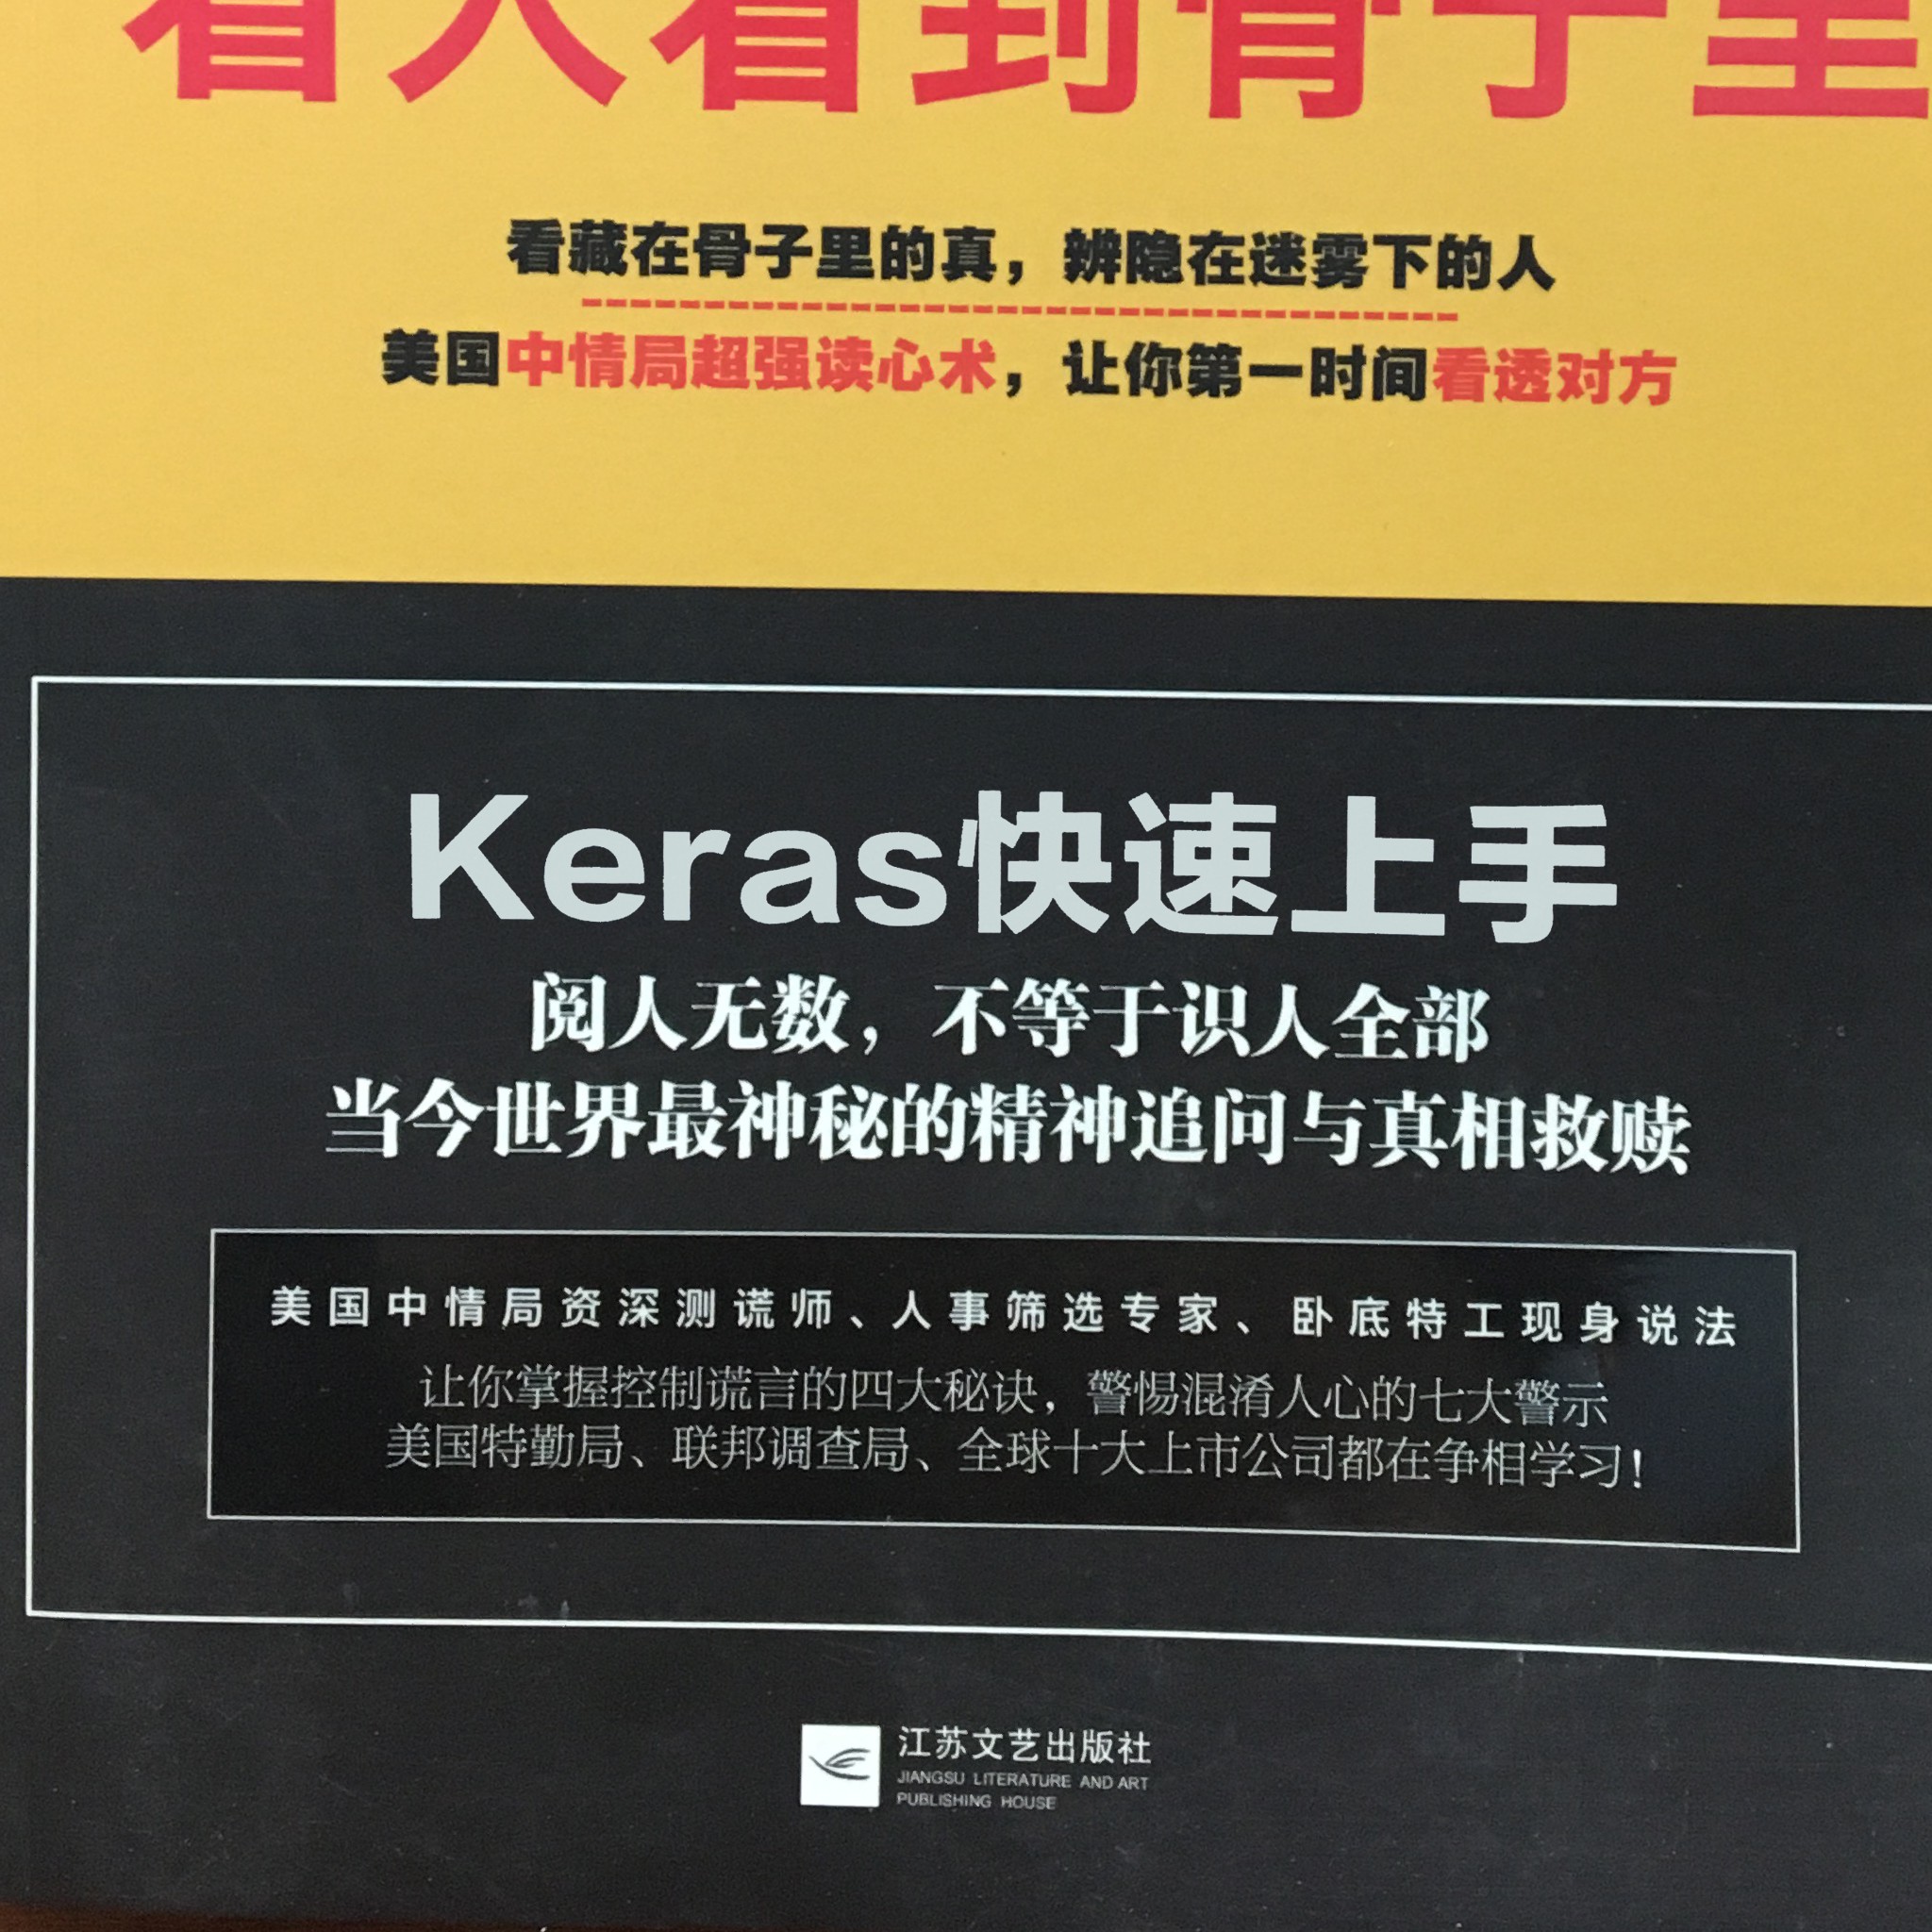 看人看到骨子里
看藏在骨子里的真，辨隐在迷雾下的人
美国中情局超强读心术，让你第一时间看透对方
Keras快速上手
阅人无数，不等于识人全部
当今世界最神秘的精神追问与真相救赎
美国中情局资深测谎师、人事筛选专家、卧底特工现身说法
让你掌握控制谎言的四大秘诀，警惕混淆人心的七大警示
美国特勤局、联邦调查局、全球十大上市公司都在争相学习！
江苏文艺出版社
JIANGSU LITERATURE AND ART
PUBLISHING HOUSE